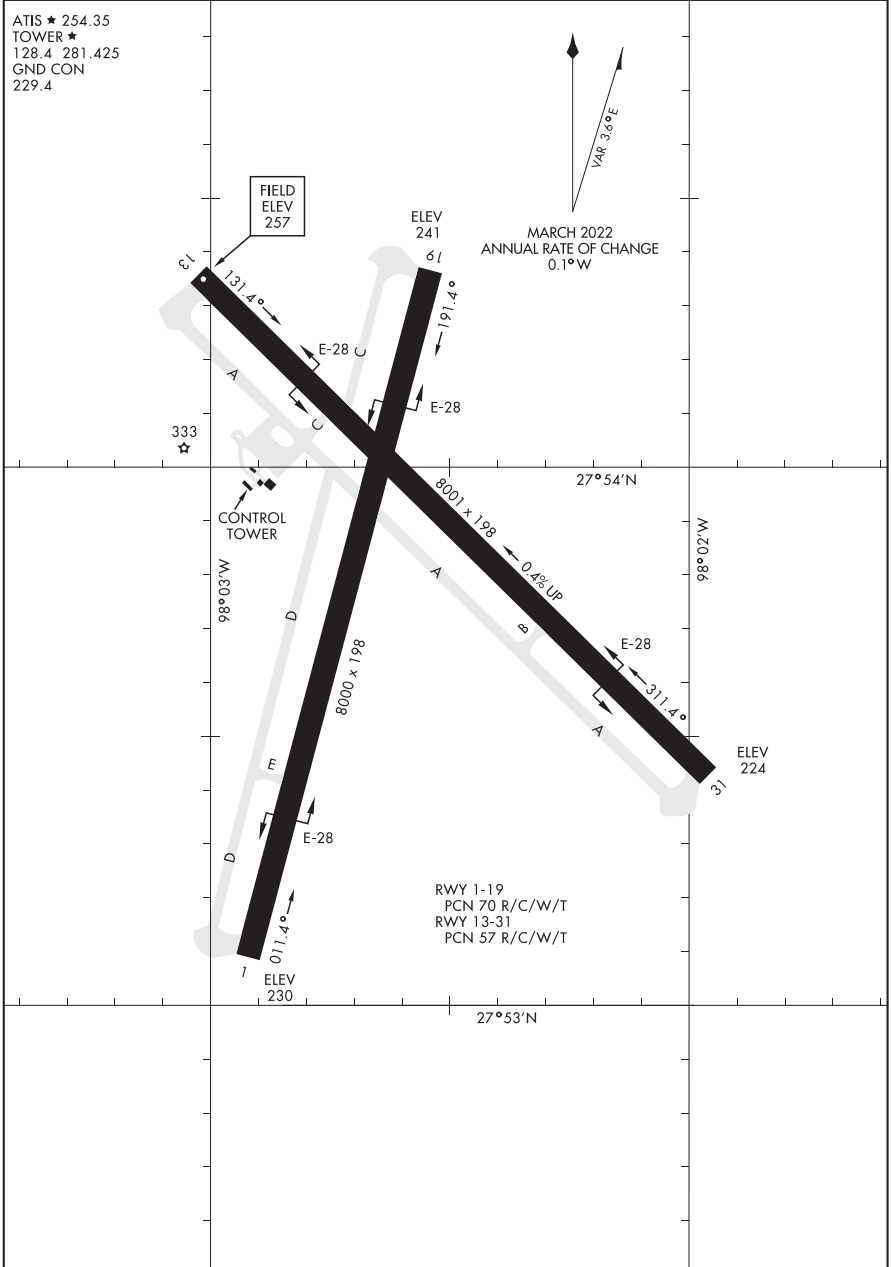 ATIS ★ 254.35
TOWER ★
128.4 281.425
GND CON
229.4
VAR 3.6°E
MARCH 2022
ANNUAL RATE OF CHANGE
0.1°W
FIELD
ELEV
257
ELEV
241
13
19
131.4°
191.4°
E-28
C
E-28
A
C
333
27°54'N
CONTROL
TOWER
8001 x 198
98°03'W
98°02'W
0.4% UP
A
D
B
E-28
8000 x 198
311.4°
A
E
ELEV
224
31
E-28
D
RWY 1-19
PCN 70 R/C/W/T
RWY 13-31
PCN 57 R/C/W/T
011.4°
1
ELEV
230
27°53'N